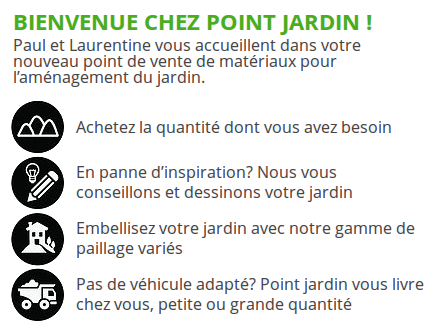 BIENVENUE CHEZ POINT JARDIN !
Paul et Laurentine vous accueillent dans votre
nouveau point de vente de matériaux pour
l’aménagement du jardin.
Achetez la quantité dont vous avez besoin
En panne d’inspiration? Nous vous
conseillons et dessinons votre jardin
Embellisez votre jardin avec notre gamme de
paillage variés
Pas de véhicule adapté? Point jardin vous livre
chez vous, petite ou grande quantité